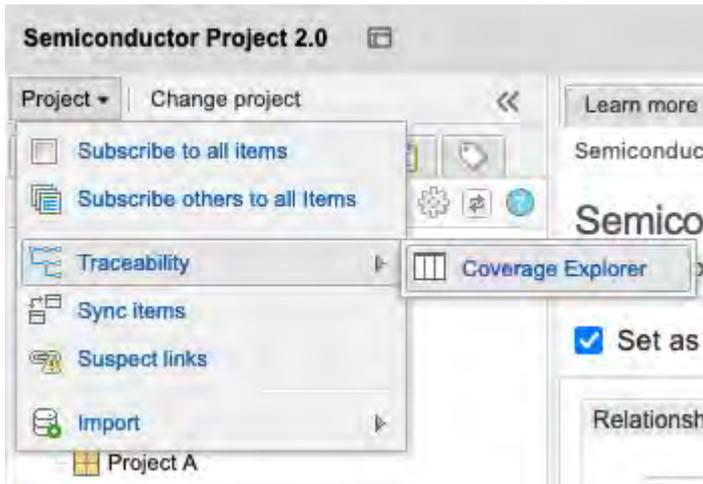 Semiconductor Project 2.0
Project Change project
Learn more
Subscribe to all items
Semiconduc
Subscribe others to all Items
Semico
Traceability
Coverage Explorer
Sync items
Set as
Suspect links
Import
Relationsh
Project A